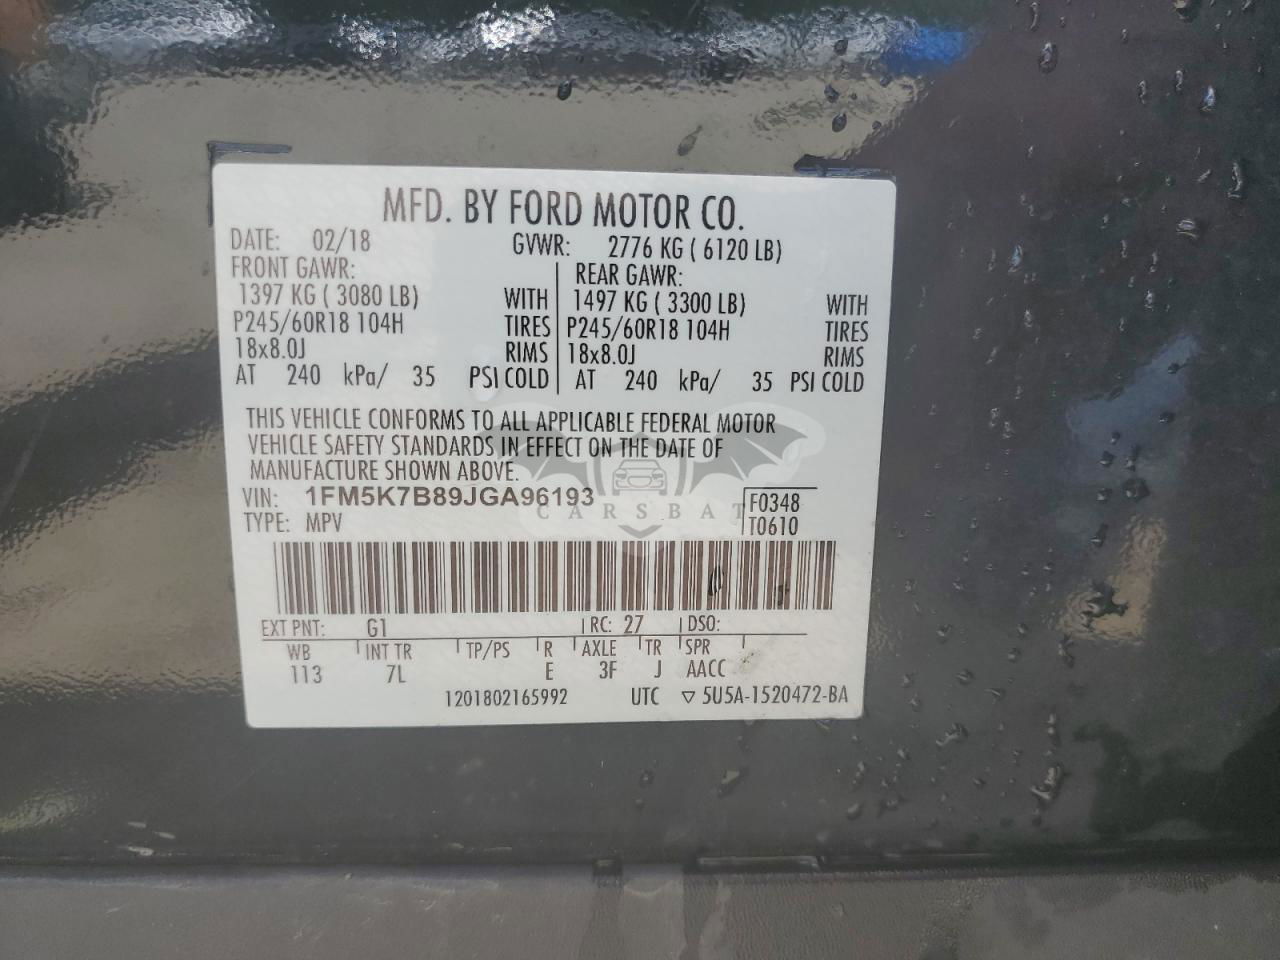 MFD. BY FORD MOTOR CO.
DATE: 02/18 GVWR: 2776 KG ( 6120 LB)
FRONT GAWR: REAR GAWR:
1397 KG ( 3080 LB) WITH 1497 KG ( 3300 LB) WITH
P245/60R18 104H TIRES P245/60R18 104H TIRES
18x8.0J RIMS 18x8.0J RIMS
AT 240 kPa/ 35 PSI COLD AT 240 kPa/ 35 PSI COLD
THIS VEHICLE CONFORMS TO ALL APPLICABLE FEDERAL MOTOR
VEHICLE SAFETY STANDARDS IN EFFECT ON THE DATE OF
MANUFACTURE SHOWN ABOVE.
VIN: 1FM5K7B89JGA96193 F0348
TYPE: MPV T0610
CARSBAT
EXT PNT: G1 RC: 27 DSO:
WB INT TR TP/PS R AXLE TR SPR
113 7L E 3F J AACC
1201802165992 UTC ▽ 5U5A-1520472-BA